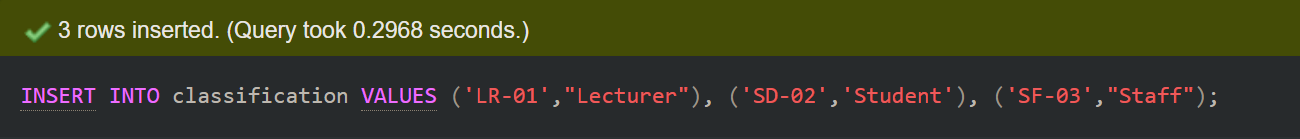 3 rows inserted. (Query took 0.2968 seconds.)
INSERT INTO classification VALUES ('LR-01',"Lecturer"), ('SD-02','Student'), ('SF-03',"Staff");